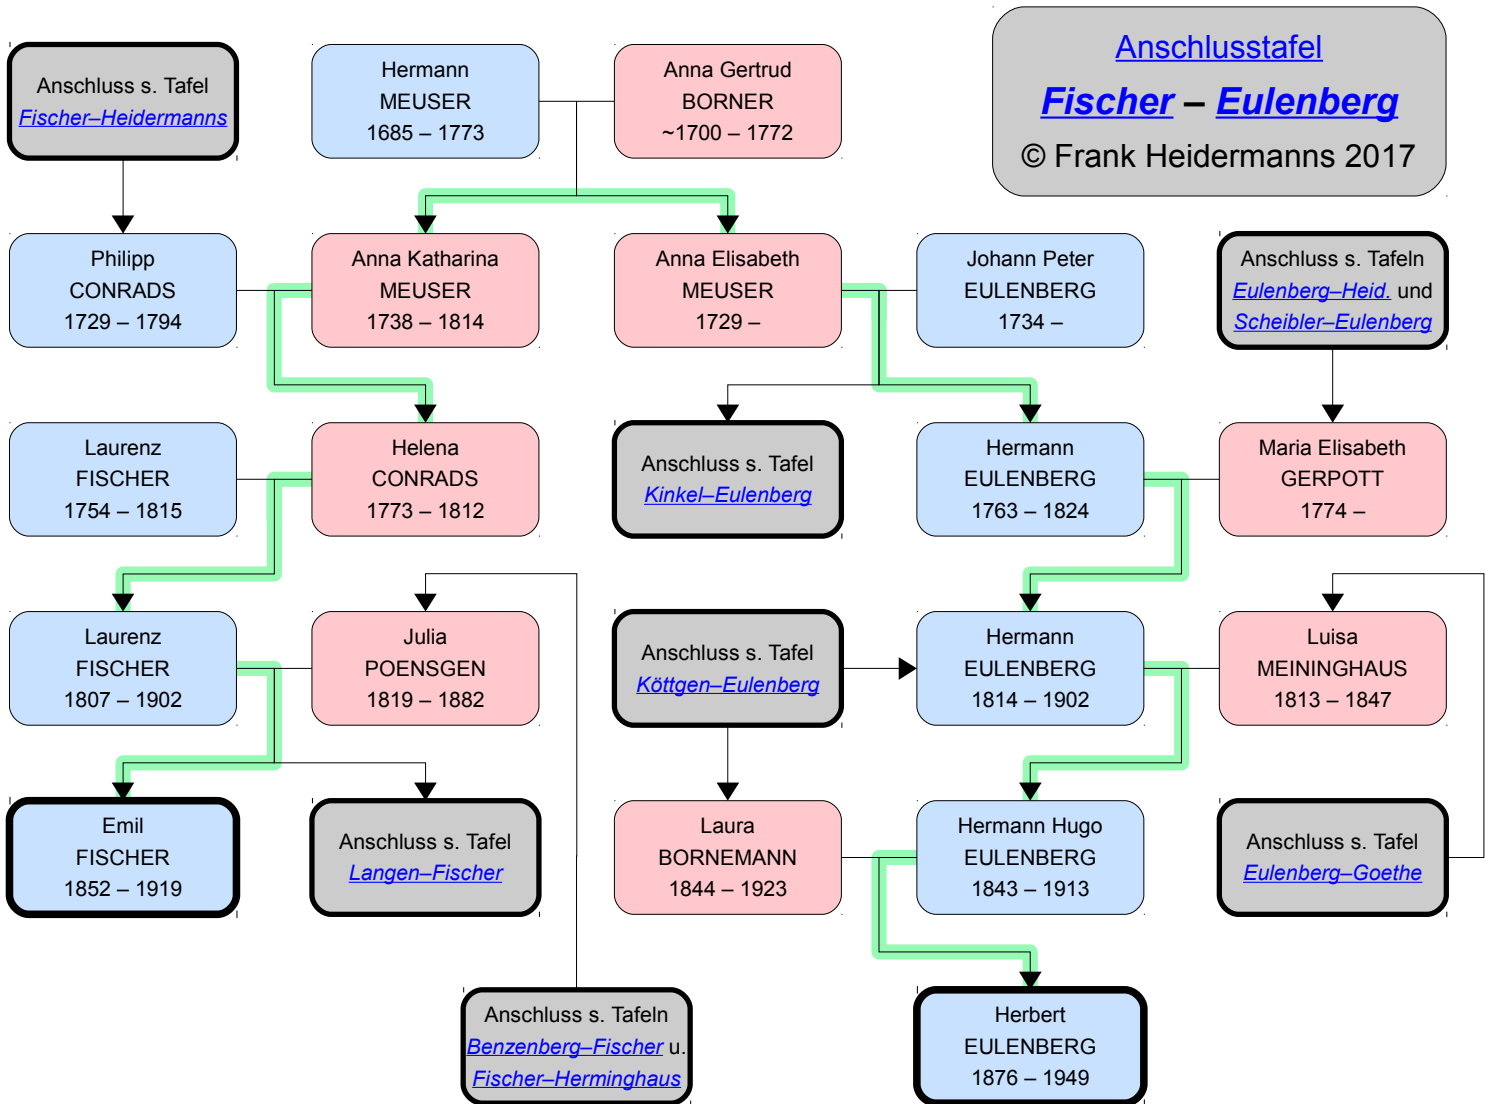 Anschlusstafel
Fischer – Eulenberg
© Frank Heidermanns 2017
Anschluss s. Tafel
Fischer–Heidermanns
Hermann
MEUSER
1685 – 1773
Anna Gertrud
BORNER
~1700 – 1772
Philipp
CONRADS
1729 – 1794
Anna Katharina
MEUSER
1738 – 1814
Anna Elisabeth
MEUSER
1729 –
Johann Peter
EULENBERG
1734 –
Anschluss s. Tafeln
Eulenberg–Heid. und
Scheibler–Eulenberg
Laurenz
FISCHER
1754 – 1815
Helena
CONRADS
1773 – 1812
Anschluss s. Tafel
Kinkel–Eulenberg
Hermann
EULENBERG
1763 – 1824
Maria Elisabeth
GERPOTT
1774 –
Laurenz
FISCHER
1807 – 1902
Julia
POENSGEN
1819 – 1882
Anschluss s. Tafel
Köttgen–Eulenberg
Hermann
EULENBERG
1814 – 1902
Luisa
MEININGHAUS
1813 – 1847
Emil
FISCHER
1852 – 1919
Anschluss s. Tafel
Langen–Fischer
Laura
BORNEMANN
1844 – 1923
Hermann Hugo
EULENBERG
1843 – 1913
Anschluss s. Tafel
Eulenberg–Goethe
Anschluss s. Tafeln
Benzenberg–Fischer u.
Fischer–Herminghaus
Herbert
EULENBERG
1876 – 1949